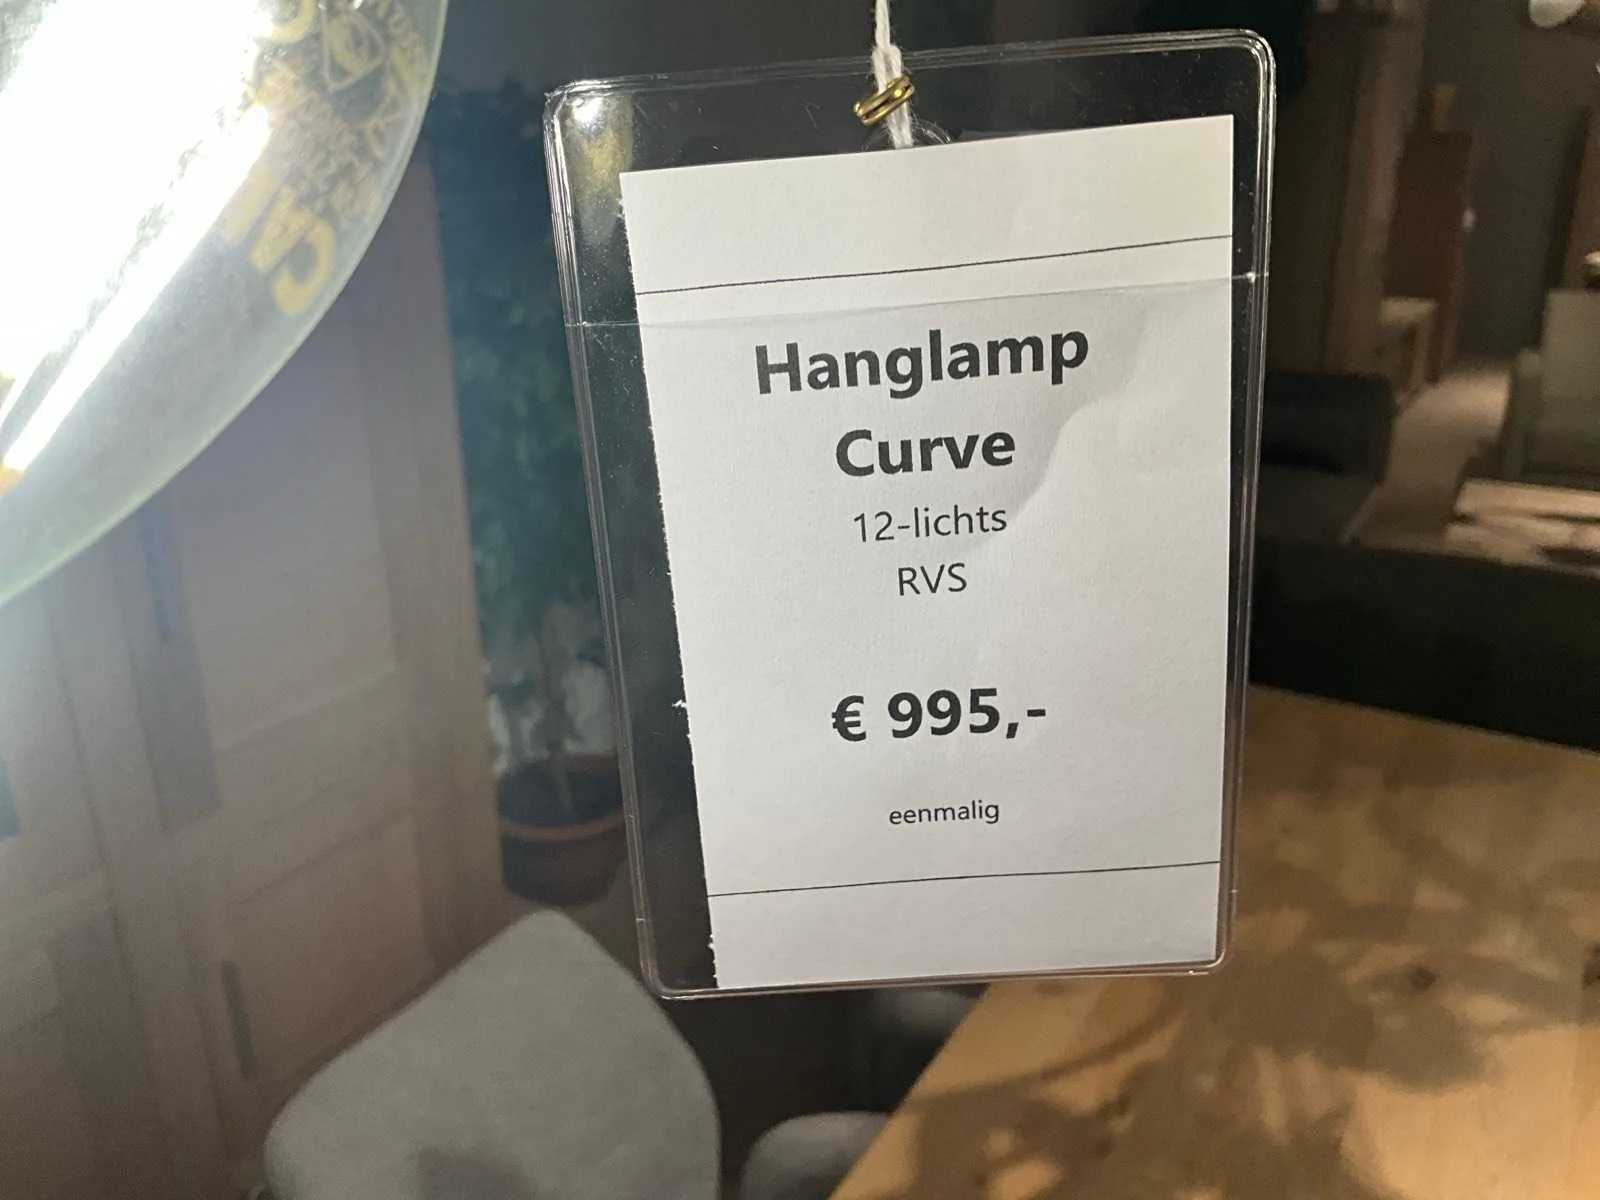 Hanglamp
Curve
12-lichts
RVS
€ 995,-
eenmalig